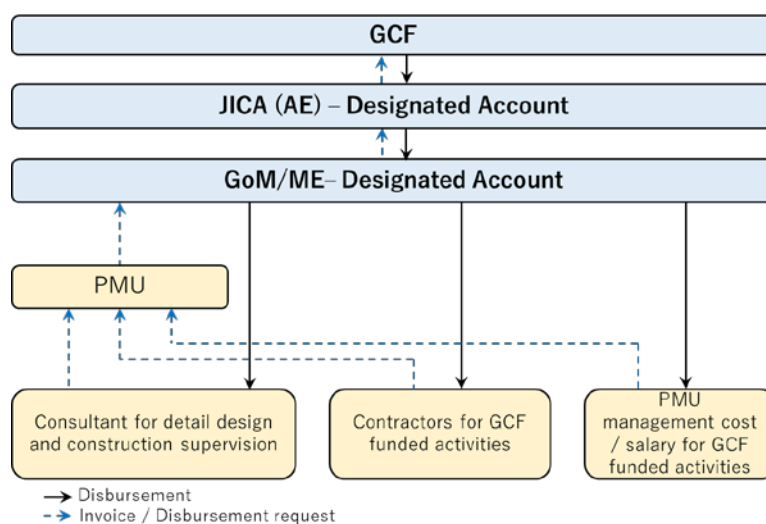 GCF
JICA (AE) – Designated Account
GoM/ME– Designated Account
PMU
Consultant for detail design
and construction supervision
Contractors for GCF
funded activities
PMU
management cost
/ salary for GCF
funded activities
Disbursement
Invoice / Disbursement request